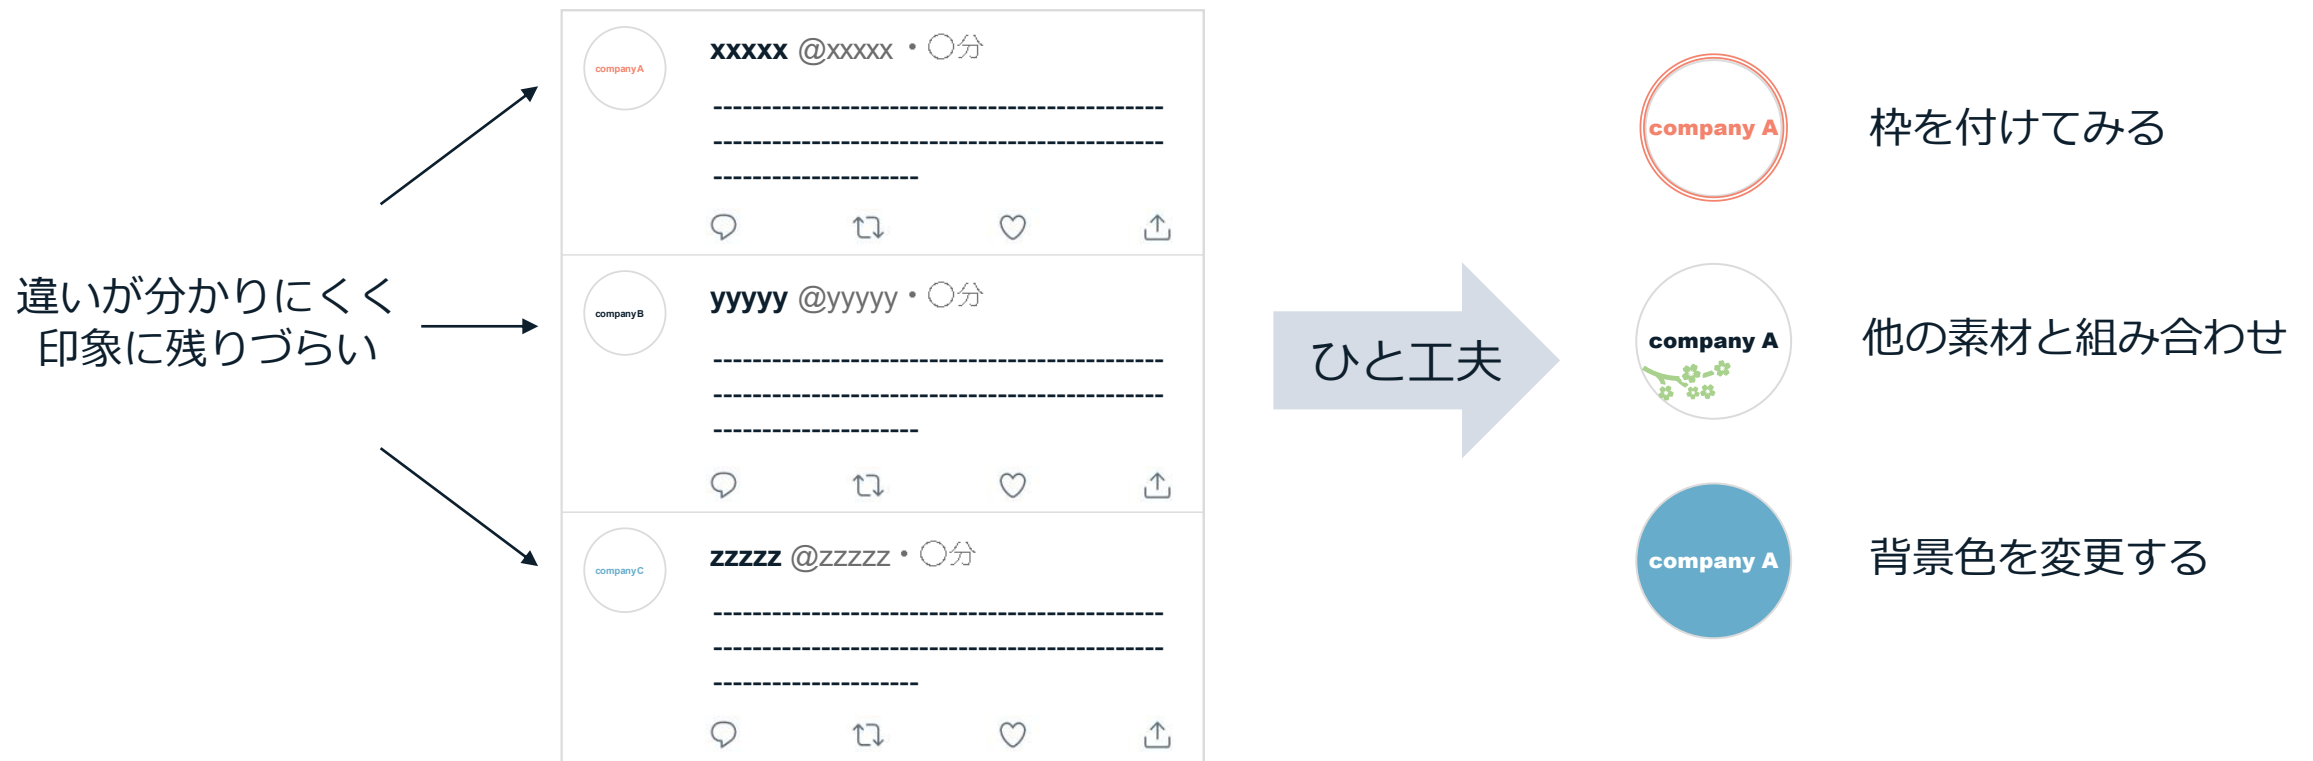 違いが分かりにくく
印象に残りづらい
companyA
xxxxx @xxxxx・〇分
---------------------------------------------
---------------------------------------------
---------------------
companyB
yyyyy @yyyyy・〇分
---------------------------------------------
---------------------------------------------
---------------------
companyC
zzzzz @zzzzz・〇分
---------------------------------------------
---------------------------------------------
---------------------
ひと工夫
company A
枠を付けてみる
company A
他の素材と組み合わせ
company A
背景色を変更する